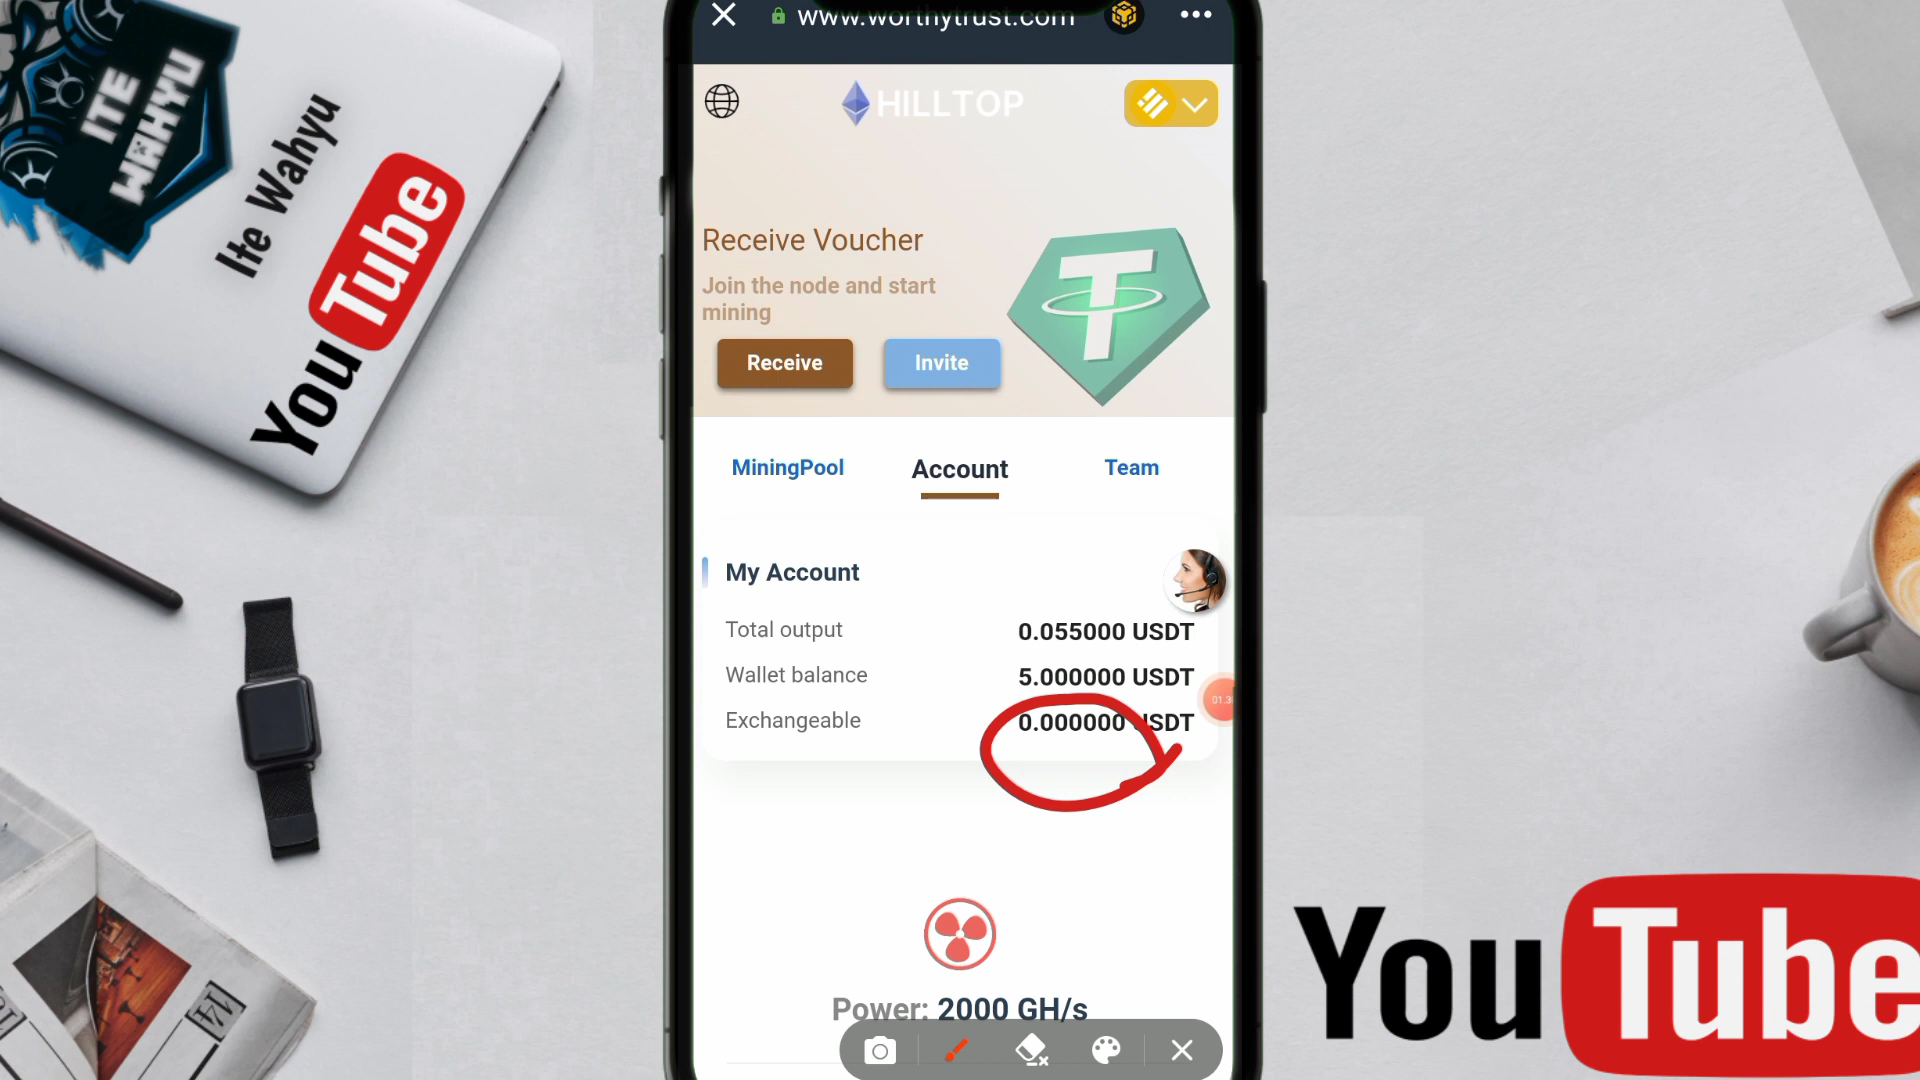 www.worthytrust.com
HILLTOP
Receive Voucher
Join the node and start
mining
Receive
Invite
MiningPool
Account
Team
My Account
Total output
0.055000 USDT
Wallet balance
5.000000 USDT
Exchangeable
0.000000 USDT
Power: 2000 GH/s
ITE
WAHYU
Ite Wahyu
YouTube
YouTube